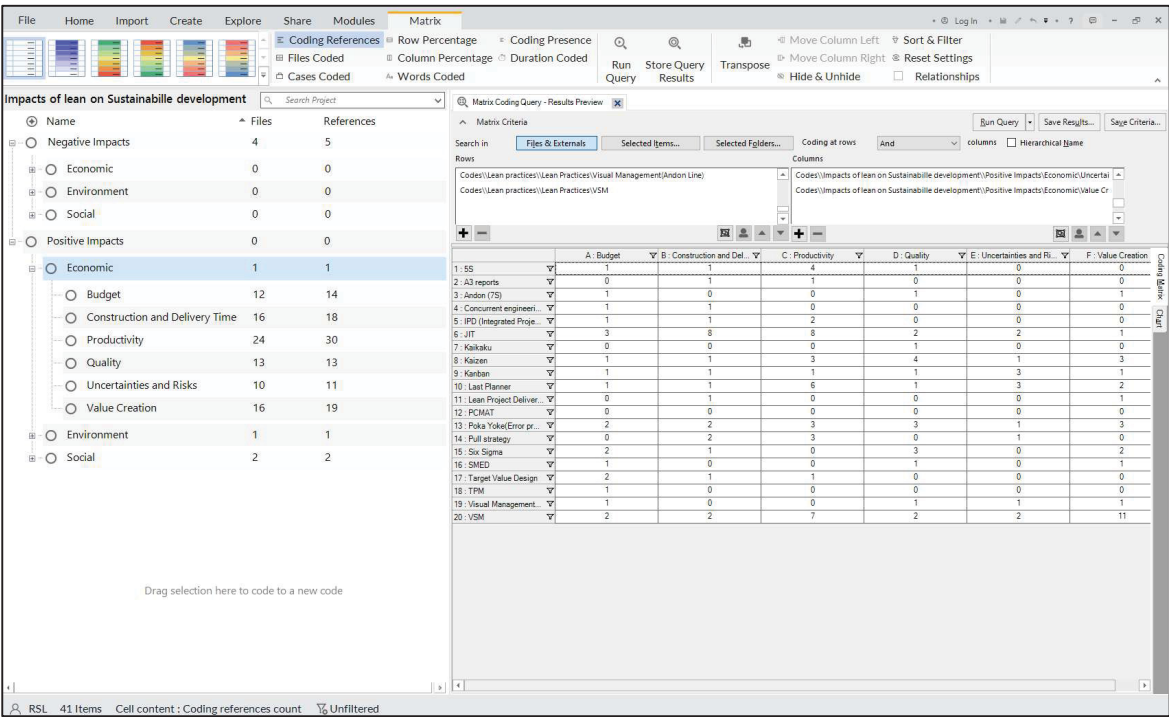 File Home Import Create Explore Share Modules Matrix Log In ?
Coding References Row Percentage Coding Presence Move Column Left Sort & Filter
Files Coded Column Percentage Duration Coded Run Query Store Query Results Transpose Move Column Right Reset Settings
Cases Coded Words Coded Hide & Unhide Relationships
Impacts of lean on Sustainabille development Search Project
Name Files References
Negative Impacts 4 5
Economic 0 0
Environment 0 0
Social 0 0
Positive Impacts 0 0
Economic 1 1
Budget 12 14
Construction and Delivery Time 16 18
Productivity 24 30
Quality 13 13
Uncertainties and Risks 10 11
Value Creation 16 19
Environment 1 1
Social 2 2
Drag selection here to code to a new code
Matrix Coding Query - Results Preview
Matrix Criteria Run Query Save Results... Save Criteria...
Search in Files & Externals Selected Items... Selected Folders... Coding at rows And columns Hierarchical Name
Rows Columns
Codes\\Lean practices\\Lean Practices\Visual Management(Andon Line) Codes\\Impacts of lean on Sustainabille development\\Positive Impacts\Economic\Uncertai
Codes\\Lean practices\\Lean Practices\VSM Codes\\Impacts of lean on Sustainabille development\\Positive Impacts\Economic\Value Cr
A : Budget B : Construction and Del... C : Productivity D : Quality E : Uncertainties and Ri... F : Value Creation
1 : 5S 1 1 4 1 0 0
2 : A3 reports 0 1 1 0 0 0
3 : Andon (7S) 1 0 0 1 0 1
4 : Concurrent engineeri... 1 1 0 0 0 0
5 : IPD (Integrated Proje... 1 1 2 0 0 0
6 : JIT 3 8 8 2 2 1
7 : Kaikaku 0 0 0 1 0 0
8 : Kaizen 1 1 3 4 1 3
9 : Kanban 1 1 1 1 3 1
10 : Last Planner 1 1 6 1 3 2
11 : Lean Project Deliver... 0 1 0 0 0 1
12 : PCMAT 0 0 0 0 0 0
13 : Poka Yoke(Error pr... 2 2 3 3 1 3
14 : Pull strategy 0 2 3 0 1 0
15 : Six Sigma 2 1 0 3 0 2
16 : SMED 1 0 0 1 0 1
17 : Target Value Design 2 1 1 0 0 0
18 : TPM 1 0 0 0 0 0
19 : Visual Management... 1 0 0 1 1 1
20 : VSM 2 2 7 2 2 11
Coding Matrix
Chart
RSL 41 Items Cell content : Coding references count Unfiltered